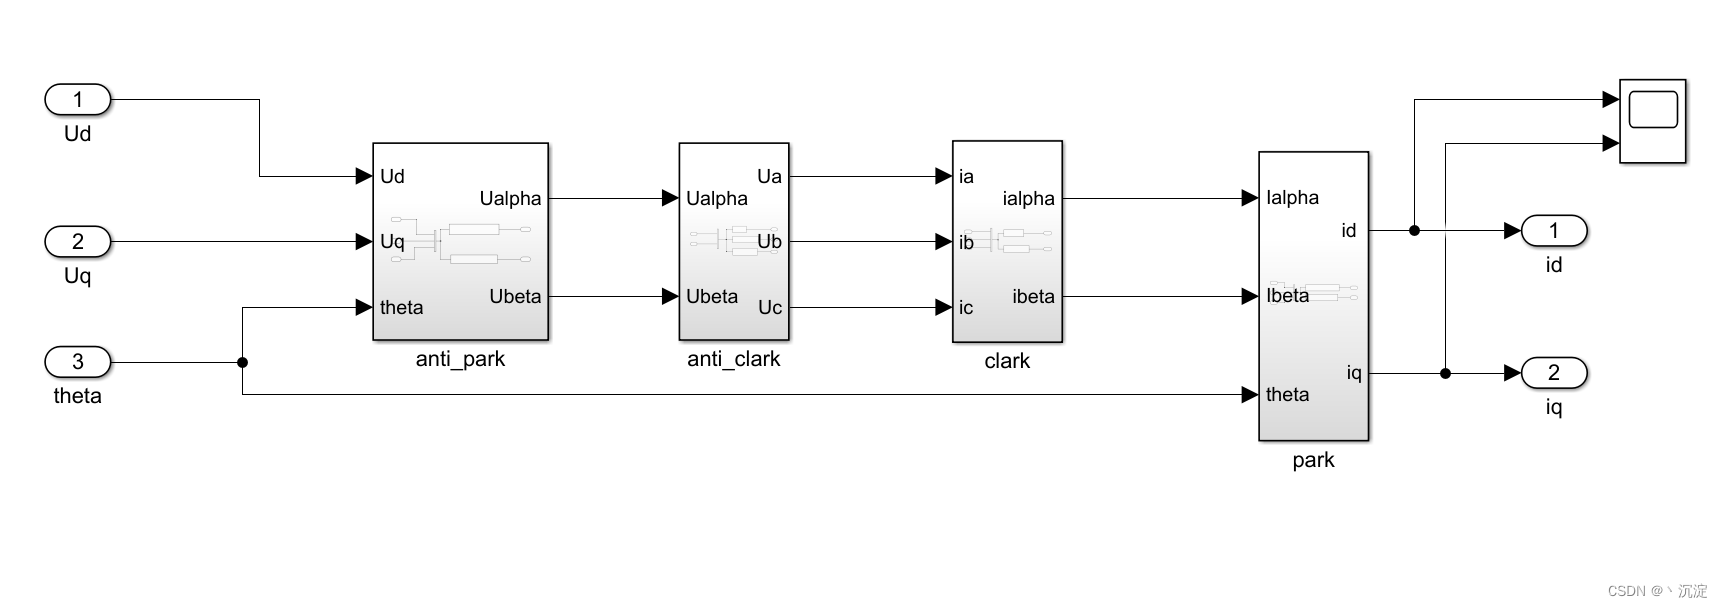 1
Ud
2
Uq
3
theta
Ud
Uq
theta
Ualpha
Ubeta
anti_park
Ualpha
Ubeta
Ua
Ub
Uc
anti_clark
ia
ib
ic
ialpha
ibeta
clark
Ialpha
Ibeta
theta
id
iq
park
1
id
2
iq
CSDN @丶沉淀